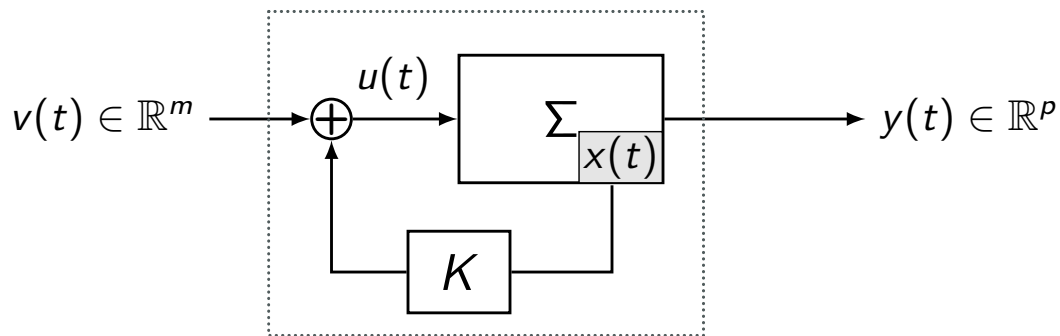 u(t)
v(t) ∈ ℝ^m
Σ
y(t) ∈ ℝ^p
x(t)
K